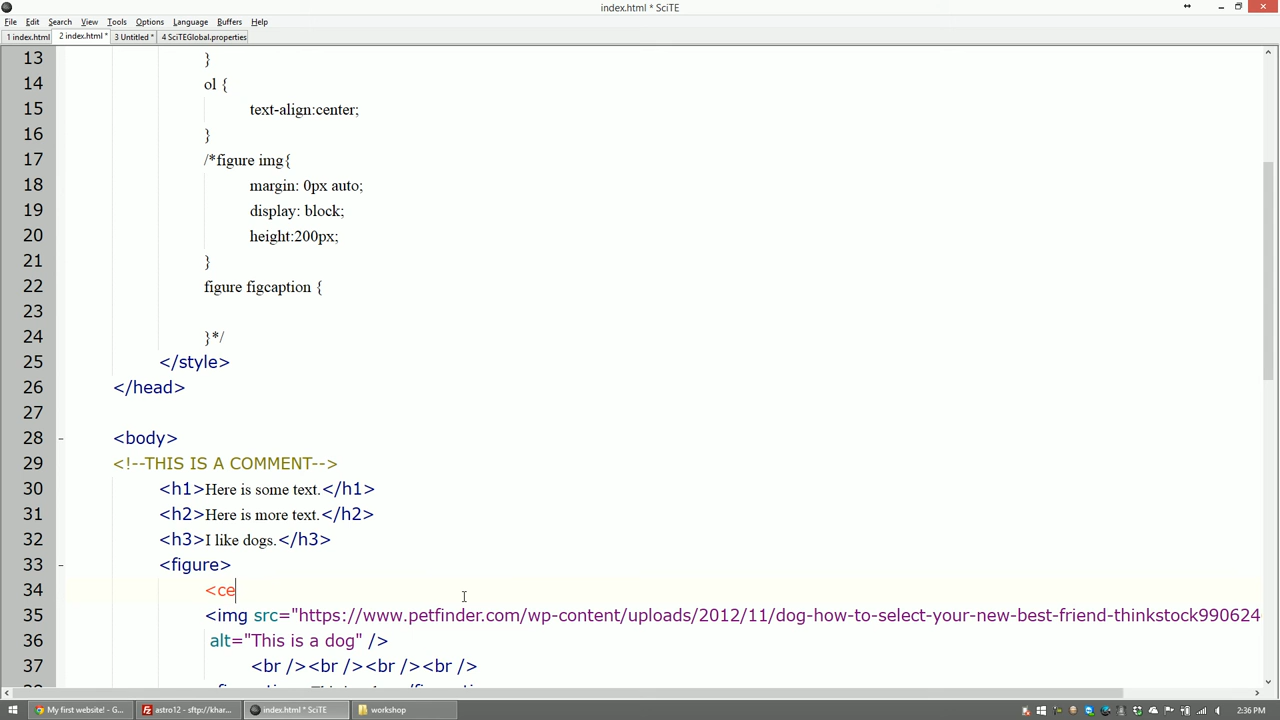 index.html * SciTE
File Edit Search View Tools Options Language Buffers Help
1 index.html 2 index.html * 3 Untitled * 4 SciTEGlobal.properties
13 }
14 ol {
15 text-align:center;
16 }
17 /*figure img{
18 margin: 0px auto;
19 display: block;
20 height:200px;
21 }
22 figure figcaption {
23
24 }*/
25 </style>
26 </head>
27
28 <body>
29 <!--THIS IS A COMMENT-->
30 <h1>Here is some text.</h1>
31 <h2>Here is more text.</h2>
32 <h3>I like dogs.</h3>
33 <figure>
34 <ce
35 <img src="https://www.petfinder.com/wp-content/uploads/2012/11/dog-how-to-select-your-new-best-friend-thinkstock990624
36 alt="This is a dog" />
37 <br /><br /><br /><br />
My first website! - G... astro12 - sftp://khar... index.html * SciTE workshop 2:36 PM